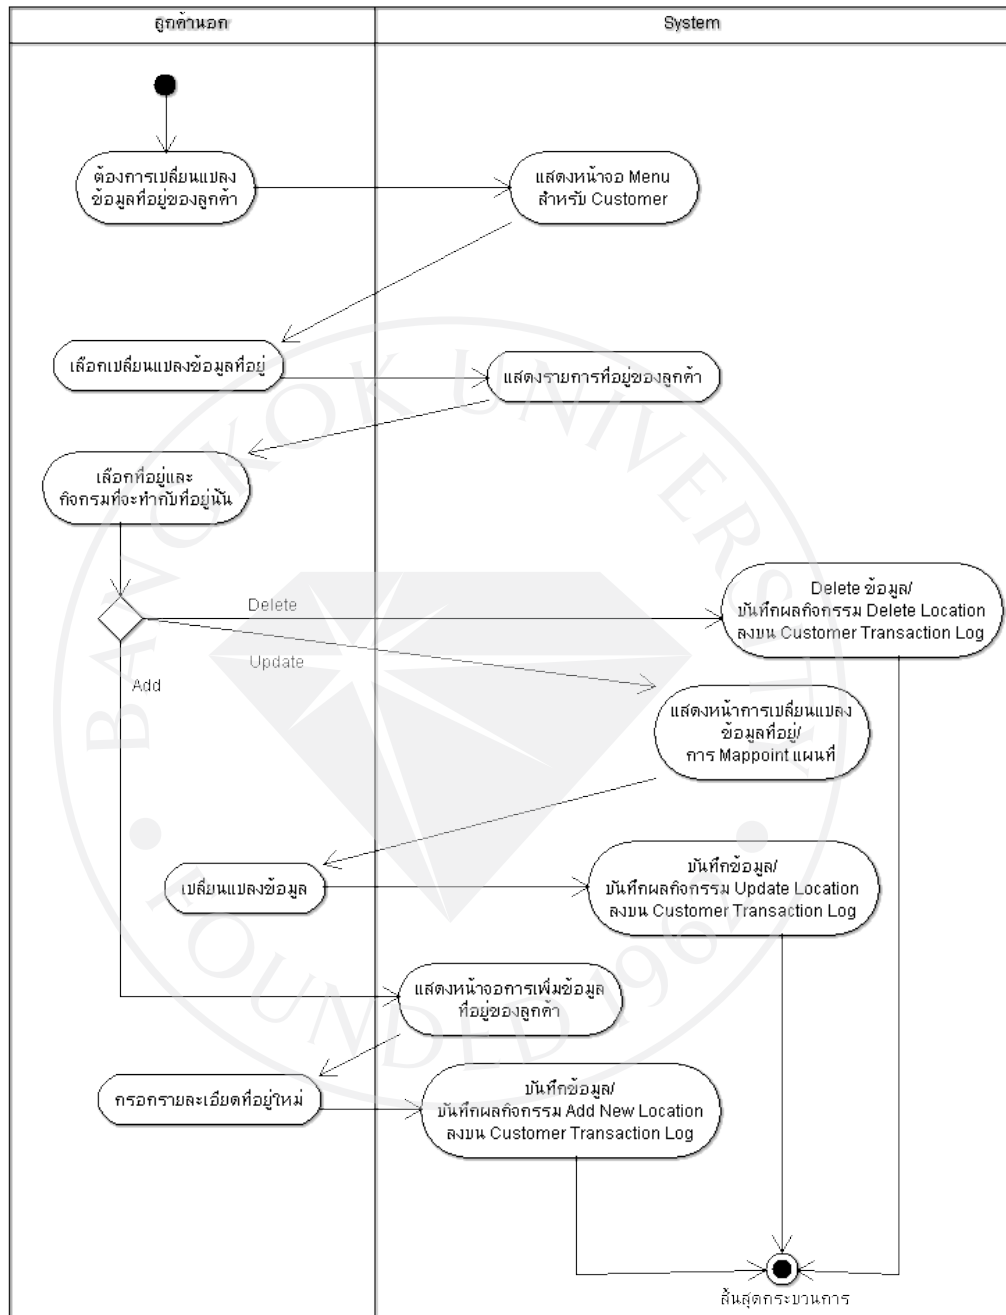 ลูกค้านอก
System
ต้องการเปลี่ยนแปลง
ข้อมูลที่อยู่ของลูกค้า
แสดงหน้าจอ Menu
สำหรับ Customer
เลือกเปลี่ยนแปลงข้อมูลที่อยู่
แสดงรายการที่อยู่ของลูกค้า
เลือกที่อยู่และ
กิจกรมที่จะทำกับที่อยู่นั้น
Delete
Update
Add
Delete ข้อมูล/
บันทึกผลกิจกรรม Delete Location
ลงบน Customer Transaction Log
แสดงหน้าการเปลี่ยนแปลง
ข้อมูลที่อยู่/
การ Mappoint แผนที่
เปลี่ยนแปลงข้อมูล
บันทึกข้อมูล/
บันทึกผลกิจกรรม Update Location
ลงบน Customer Transaction Log
แสดงหน้าจอการเพิ่มข้อมูล
ที่อยู่ของลูกค้า
กรอกรายละเอียดที่อยู่ใหม่
บันทึกข้อมูล/
บันทึกผลกิจกรรม Add New Location
ลงบน Customer Transaction Log
สิ้นสุดกระบวนการ
BANGKOK UNIVERSITY
FOUNDED 1962